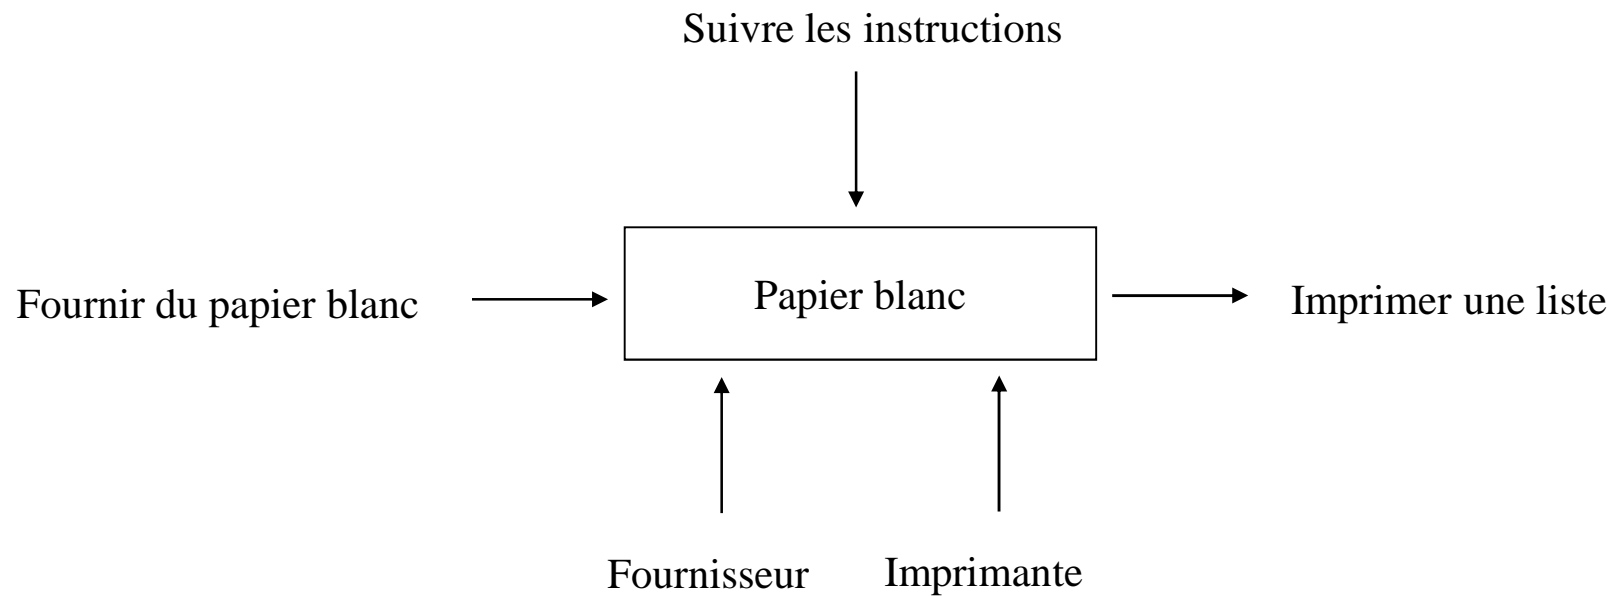 Suivre les instructions
Fournir du papier blanc
Papier blanc
Imprimer une liste
Fournisseur
Imprimante